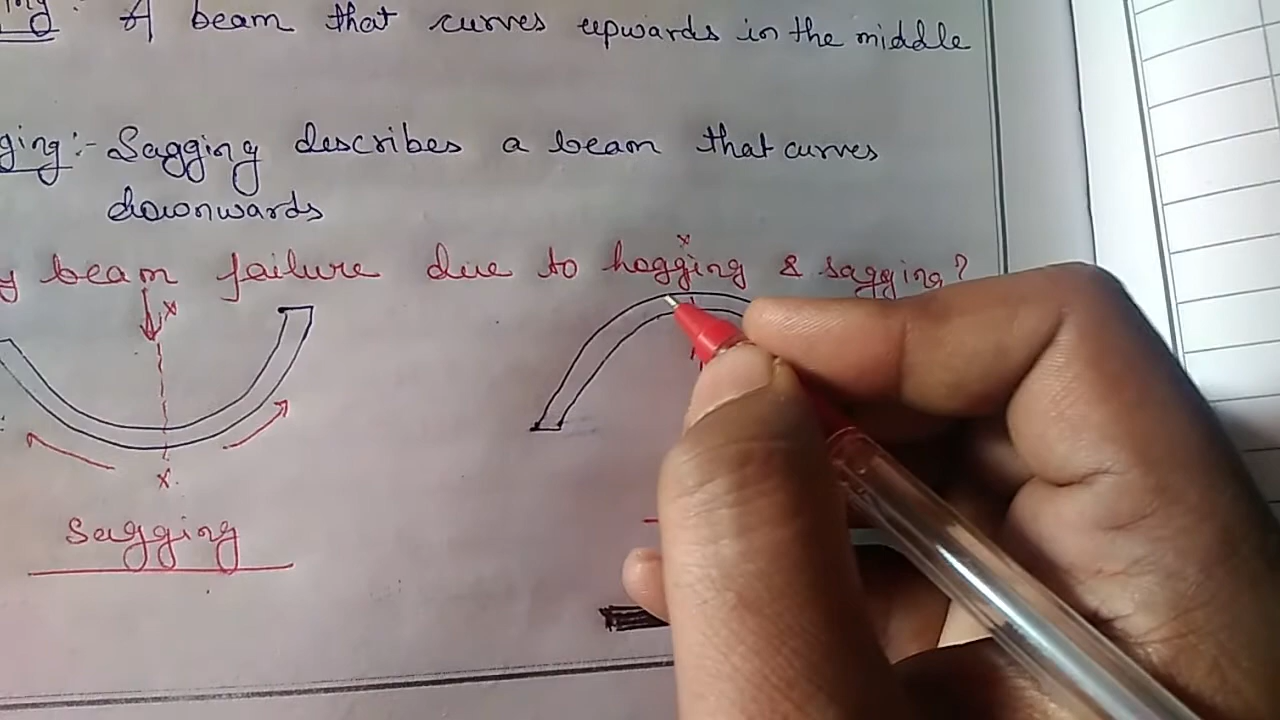 A beam that curves upwards in the middle
ging:- Sagging describes a beam that curves
downwards
y beam failure due to hogging & sagging?
x
x
x
Sagging